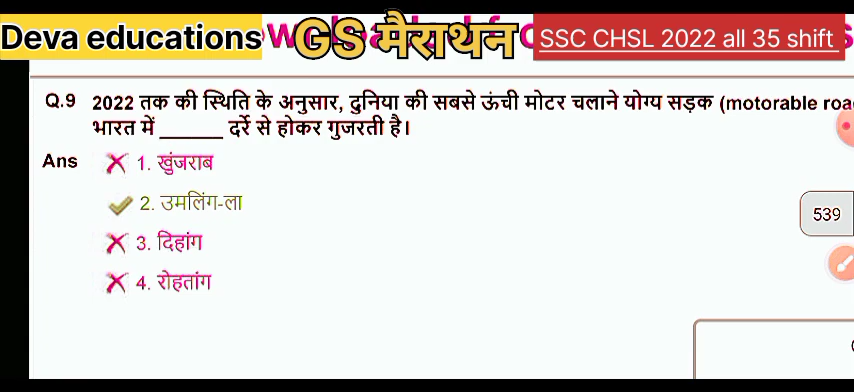 Deva educations GS मैराथन SSC CHSL 2022 all 35 shift
Q.9 2022 तक की स्थिति के अनुसार, दुनिया की सबसे ऊंची मोटर चलाने योग्य सड़क (motorable roa
भारत में ______ दर्रे से होकर गुजरती है।
Ans 1. खुंजराब
2. उमलिंग-ला
539
3. दिहांग
4. रोहतांग